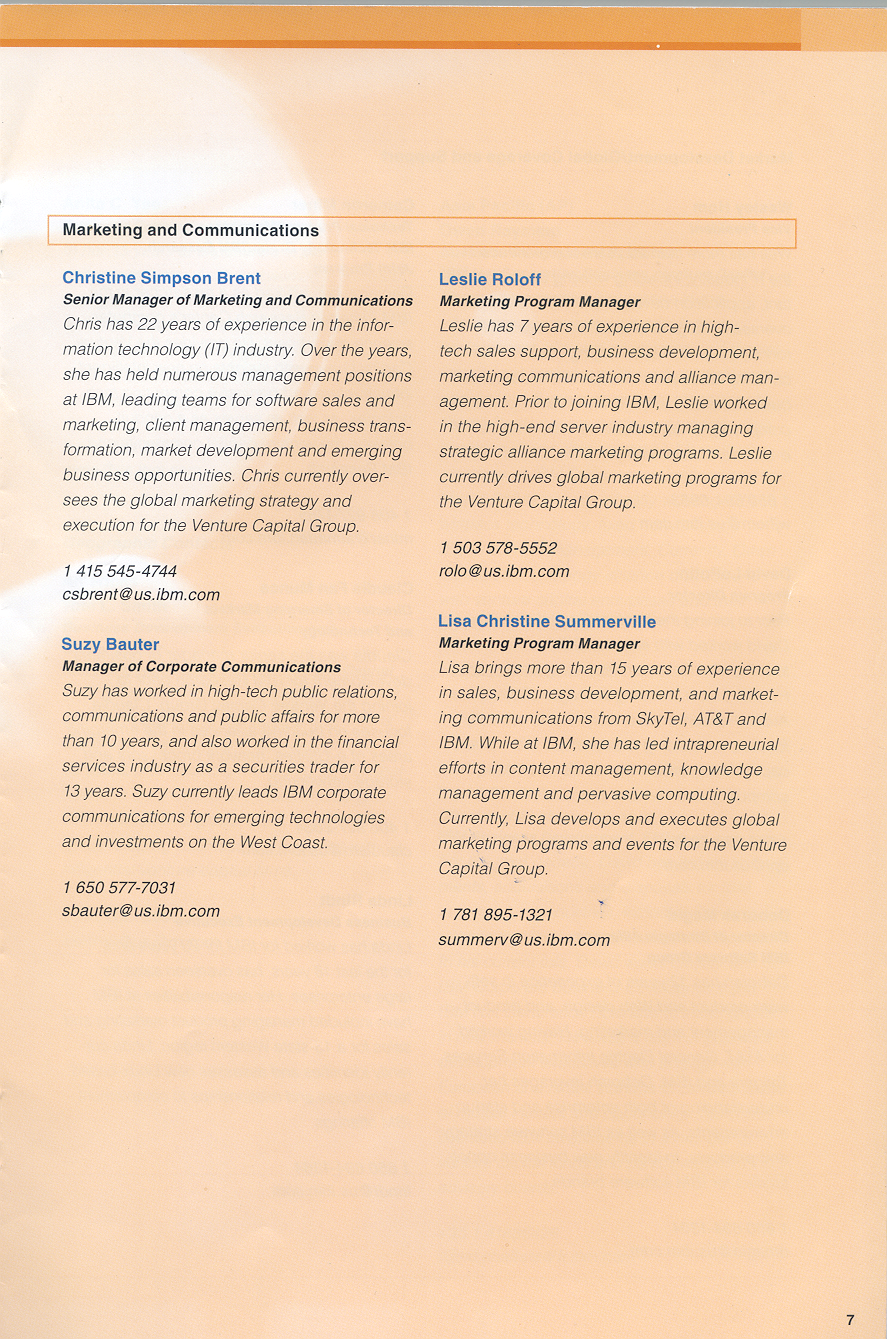 Marketing and Communications
Christine Simpson Brent
Senior Manager of Marketing and Communications
Chris has 22 years of experience in the infor-
mation technology (IT) industry. Over the years,
she has held numerous management positions
at IBM, leading teams for software sales and
marketing, client management, business trans-
formation, market development and emerging
business opportunities. Chris currently over-
sees the global marketing strategy and
execution for the Venture Capital Group.
1 415 545-4744
csbrent@us.ibm.com
Suzy Bauter
Manager of Corporate Communications
Suzy has worked in high-tech public relations,
communications and public affairs for more
than 10 years, and also worked in the financial
services industry as a securities trader for
13 years. Suzy currently leads IBM corporate
communications for emerging technologies
and investments on the West Coast.
1 650 577-7031
sbauter@us.ibm.com
Leslie Roloff
Marketing Program Manager
Leslie has 7 years of experience in high-
tech sales support, business development,
marketing communications and alliance man-
agement. Prior to joining IBM, Leslie worked
in the high-end server industry managing
strategic alliance marketing programs. Leslie
currently drives global marketing programs for
the Venture Capital Group.
1 503 578-5552
rolo@us.ibm.com
Lisa Christine Summerville
Marketing Program Manager
Lisa brings more than 15 years of experience
in sales, business development, and market-
ing communications from SkyTel, AT&T and
IBM. While at IBM, she has led intrapreneurial
efforts in content management, knowledge
management and pervasive computing.
Currently, Lisa develops and executes global
marketing programs and events for the Venture
Capital Group.
1 781 895-1321
summerv@us.ibm.com
7